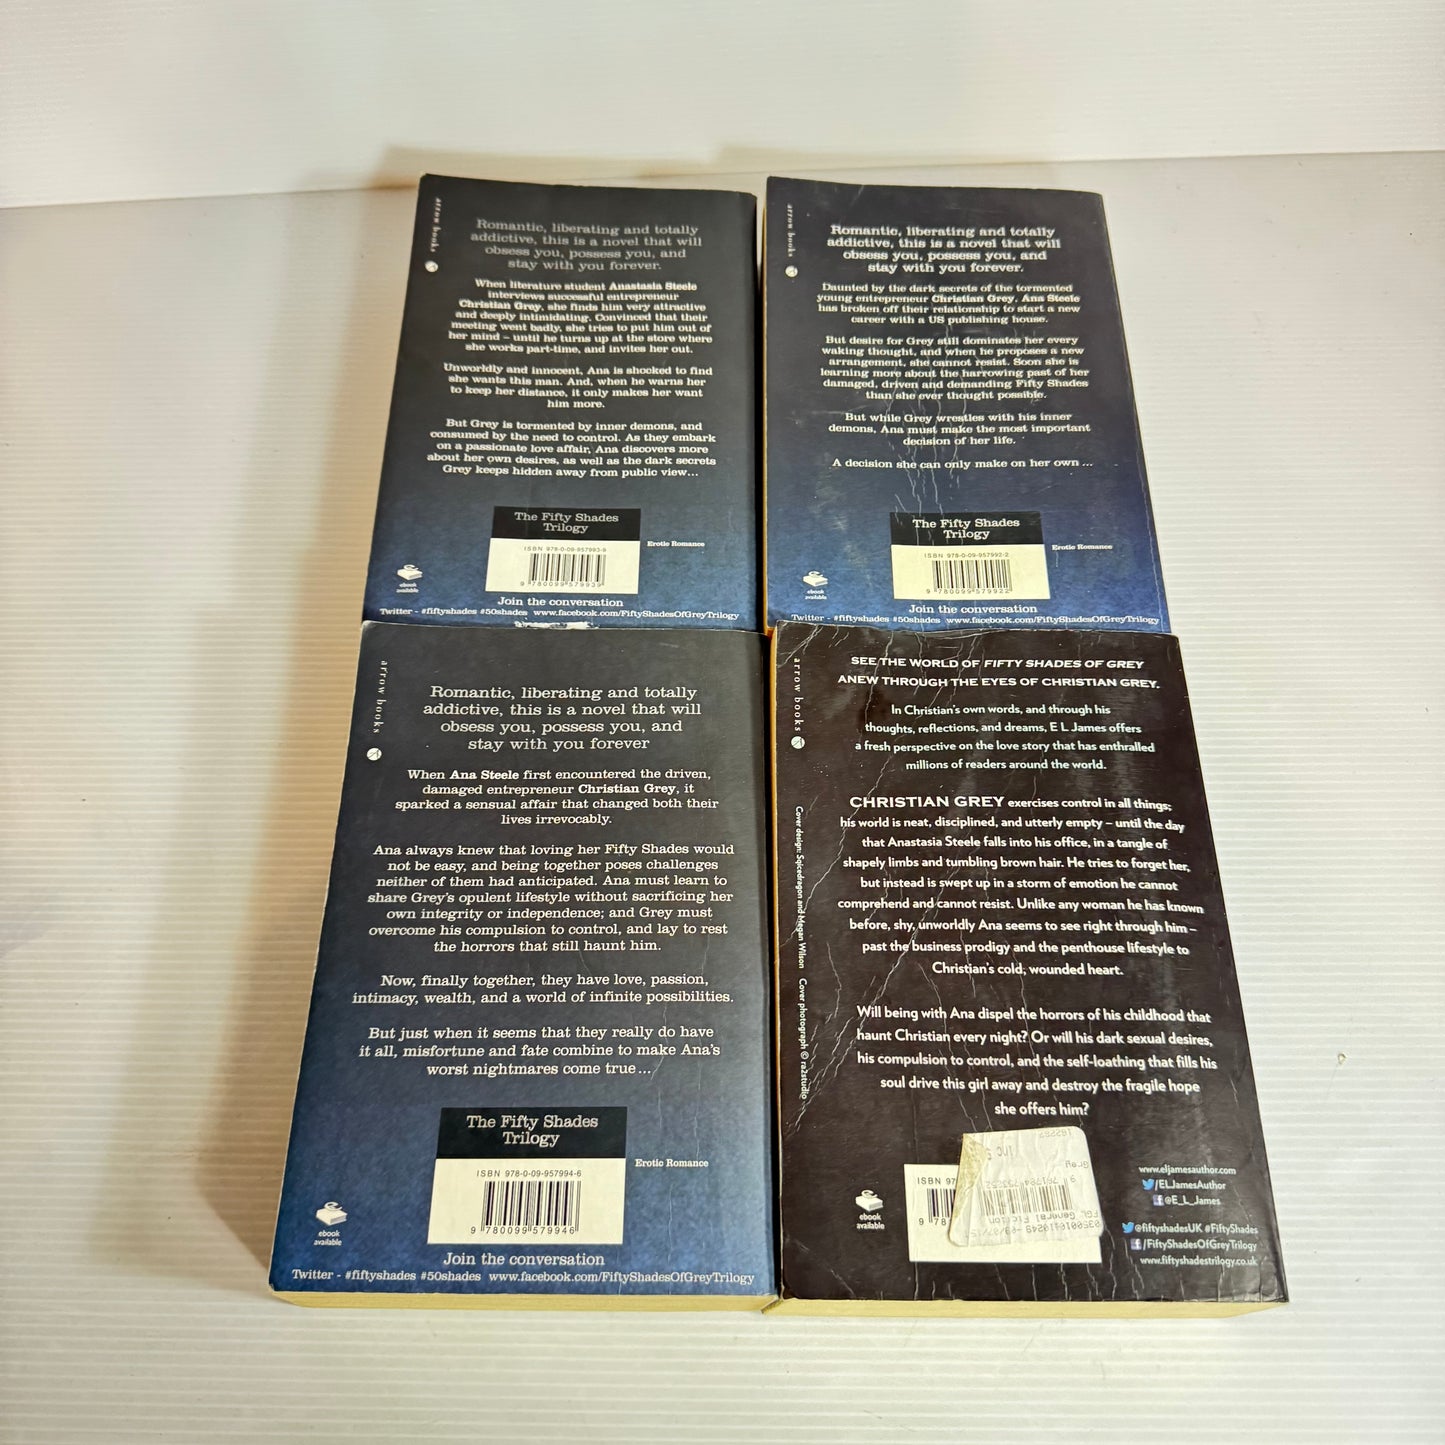 arrow books
Romantic, liberating and totally
addictive, this is a novel that will
obsess you, possess you, and
stay with you forever.
When literature student Anastasia Steele
interviews successful entrepreneur
Christian Grey, she finds him very attractive
and deeply intimidating. Convinced that their
meeting went badly, she tries to put him out of
her mind – until he turns up at the store where
she works part-time, and invites her out.
Unworldly and innocent, Ana is shocked to find
she wants this man. And, when he warns her
to keep her distance, it only makes her want
him more.
But Grey is tormented by inner demons, and
consumed by the need to control. As they embark
on a passionate love affair, Ana discovers more
about her own desires, as well as the dark secrets
Grey keeps hidden away from public view...
The Fifty Shades
Trilogy
ISBN 978-0-09-957993-9
Erotic Romance
9 780099 579939
ebook
available
Join the conversation
Twitter - #fiftyshades #50shades www.facebook.com/FiftyShadesOfGreyTrilogy
arrow books
Romantic, liberating and totally
addictive, this is a novel that will
obsess you, possess you, and
stay with you forever.
Daunted by the dark secrets of the tormented
young entrepreneur Christian Grey, Ana Steele
has broken off their relationship to start a new
career with a US publishing house.
But desire for Grey still dominates her every
waking thought, and when he proposes a new
arrangement, she cannot resist. Soon she is
learning more about the harrowing past of her
damaged, driven and demanding Fifty Shades
than she ever thought possible.
But while Grey wrestles with his inner
demons, Ana must make the most important
decision of her life.
A decision she can only make on her own ...
The Fifty Shades
Trilogy
ISBN 978-0-09-957992-2
Erotic Romance
9 780099 579922
ebook
available
Join the conversation
Twitter - #fiftyshades #50shades www.facebook.com/FiftyShadesOfGreyTrilogy
arrow books
Romantic, liberating and totally
addictive, this is a novel that will
obsess you, possess you, and
stay with you forever
When Ana Steele first encountered the driven,
damaged entrepreneur Christian Grey, it
sparked a sensual affair that changed both their
lives irrevocably.
Ana always knew that loving her Fifty Shades would
not be easy, and being together poses challenges
neither of them had anticipated. Ana must learn to
share Grey's opulent lifestyle without sacrificing her
own integrity or independence; and Grey must
overcome his compulsion to control, and lay to rest
the horrors that still haunt him.
Now, finally together, they have love, passion,
intimacy, wealth, and a world of infinite possibilities.
But just when it seems that they really do have
it all, misfortune and fate combine to make Ana's
worst nightmares come true...
The Fifty Shades
Trilogy
ISBN 978-0-09-957994-6
Erotic Romance
9 780099 579946
ebook
available
Join the conversation
Twitter - #fiftyshades #50shades www.facebook.com/FiftyShadesOfGreyTrilogy
arrow books
Cover design: Sqicedragon and Megan Wilson Cover photograph © ra2studio
SEE THE WORLD OF FIFTY SHADES OF GREY
ANEW THROUGH THE EYES OF CHRISTIAN GREY.
In Christian's own words, and through his
thoughts, reflections, and dreams, E L James offers
a fresh perspective on the love story that has enthralled
millions of readers around the world.
CHRISTIAN GREY exercises control in all things;
his world is neat, disciplined, and utterly empty – until the day
that Anastasia Steele falls into his office, in a tangle of
shapely limbs and tumbling brown hair. He tries to forget her,
but instead is swept up in a storm of emotion he cannot
comprehend and cannot resist. Unlike any woman he has known
before, shy, unworldly Ana seems to see right through him –
past the business prodigy and the penthouse lifestyle to
Christian's cold, wounded heart.
Will being with Ana dispel the horrors of his childhood that
haunt Christian every night? Or will his dark sexual desires,
his compulsion to control, and the self-loathing that fills his
soul drive this girl away and destroy the fragile hope
she offers him?
ISBN 97
9 78
FGL General Fiction
Grey
ebook
available
www.eljamesauthor.com
/ELJamesAuthor
@E_L_James
@fiftyshadesUK #FiftyShades
/FiftyShadesOfGreyTrilogy
www.fiftyshadestrilogy.co.uk